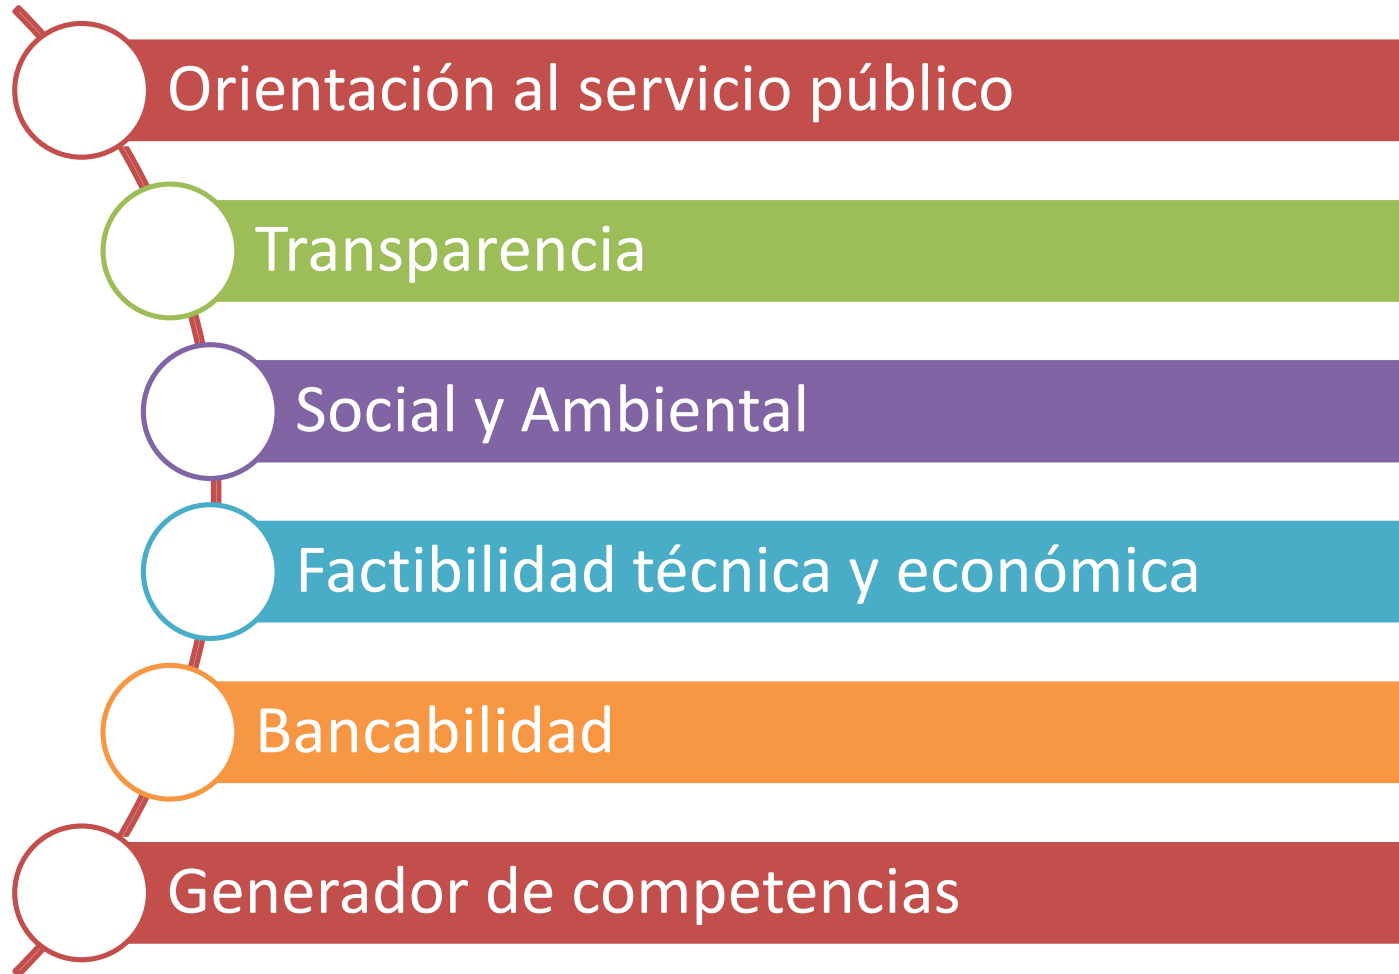 Orientación al servicio público
Transparencia
Social y Ambiental
Factibilidad técnica y económica
Bancabilidad
Generador de competencias